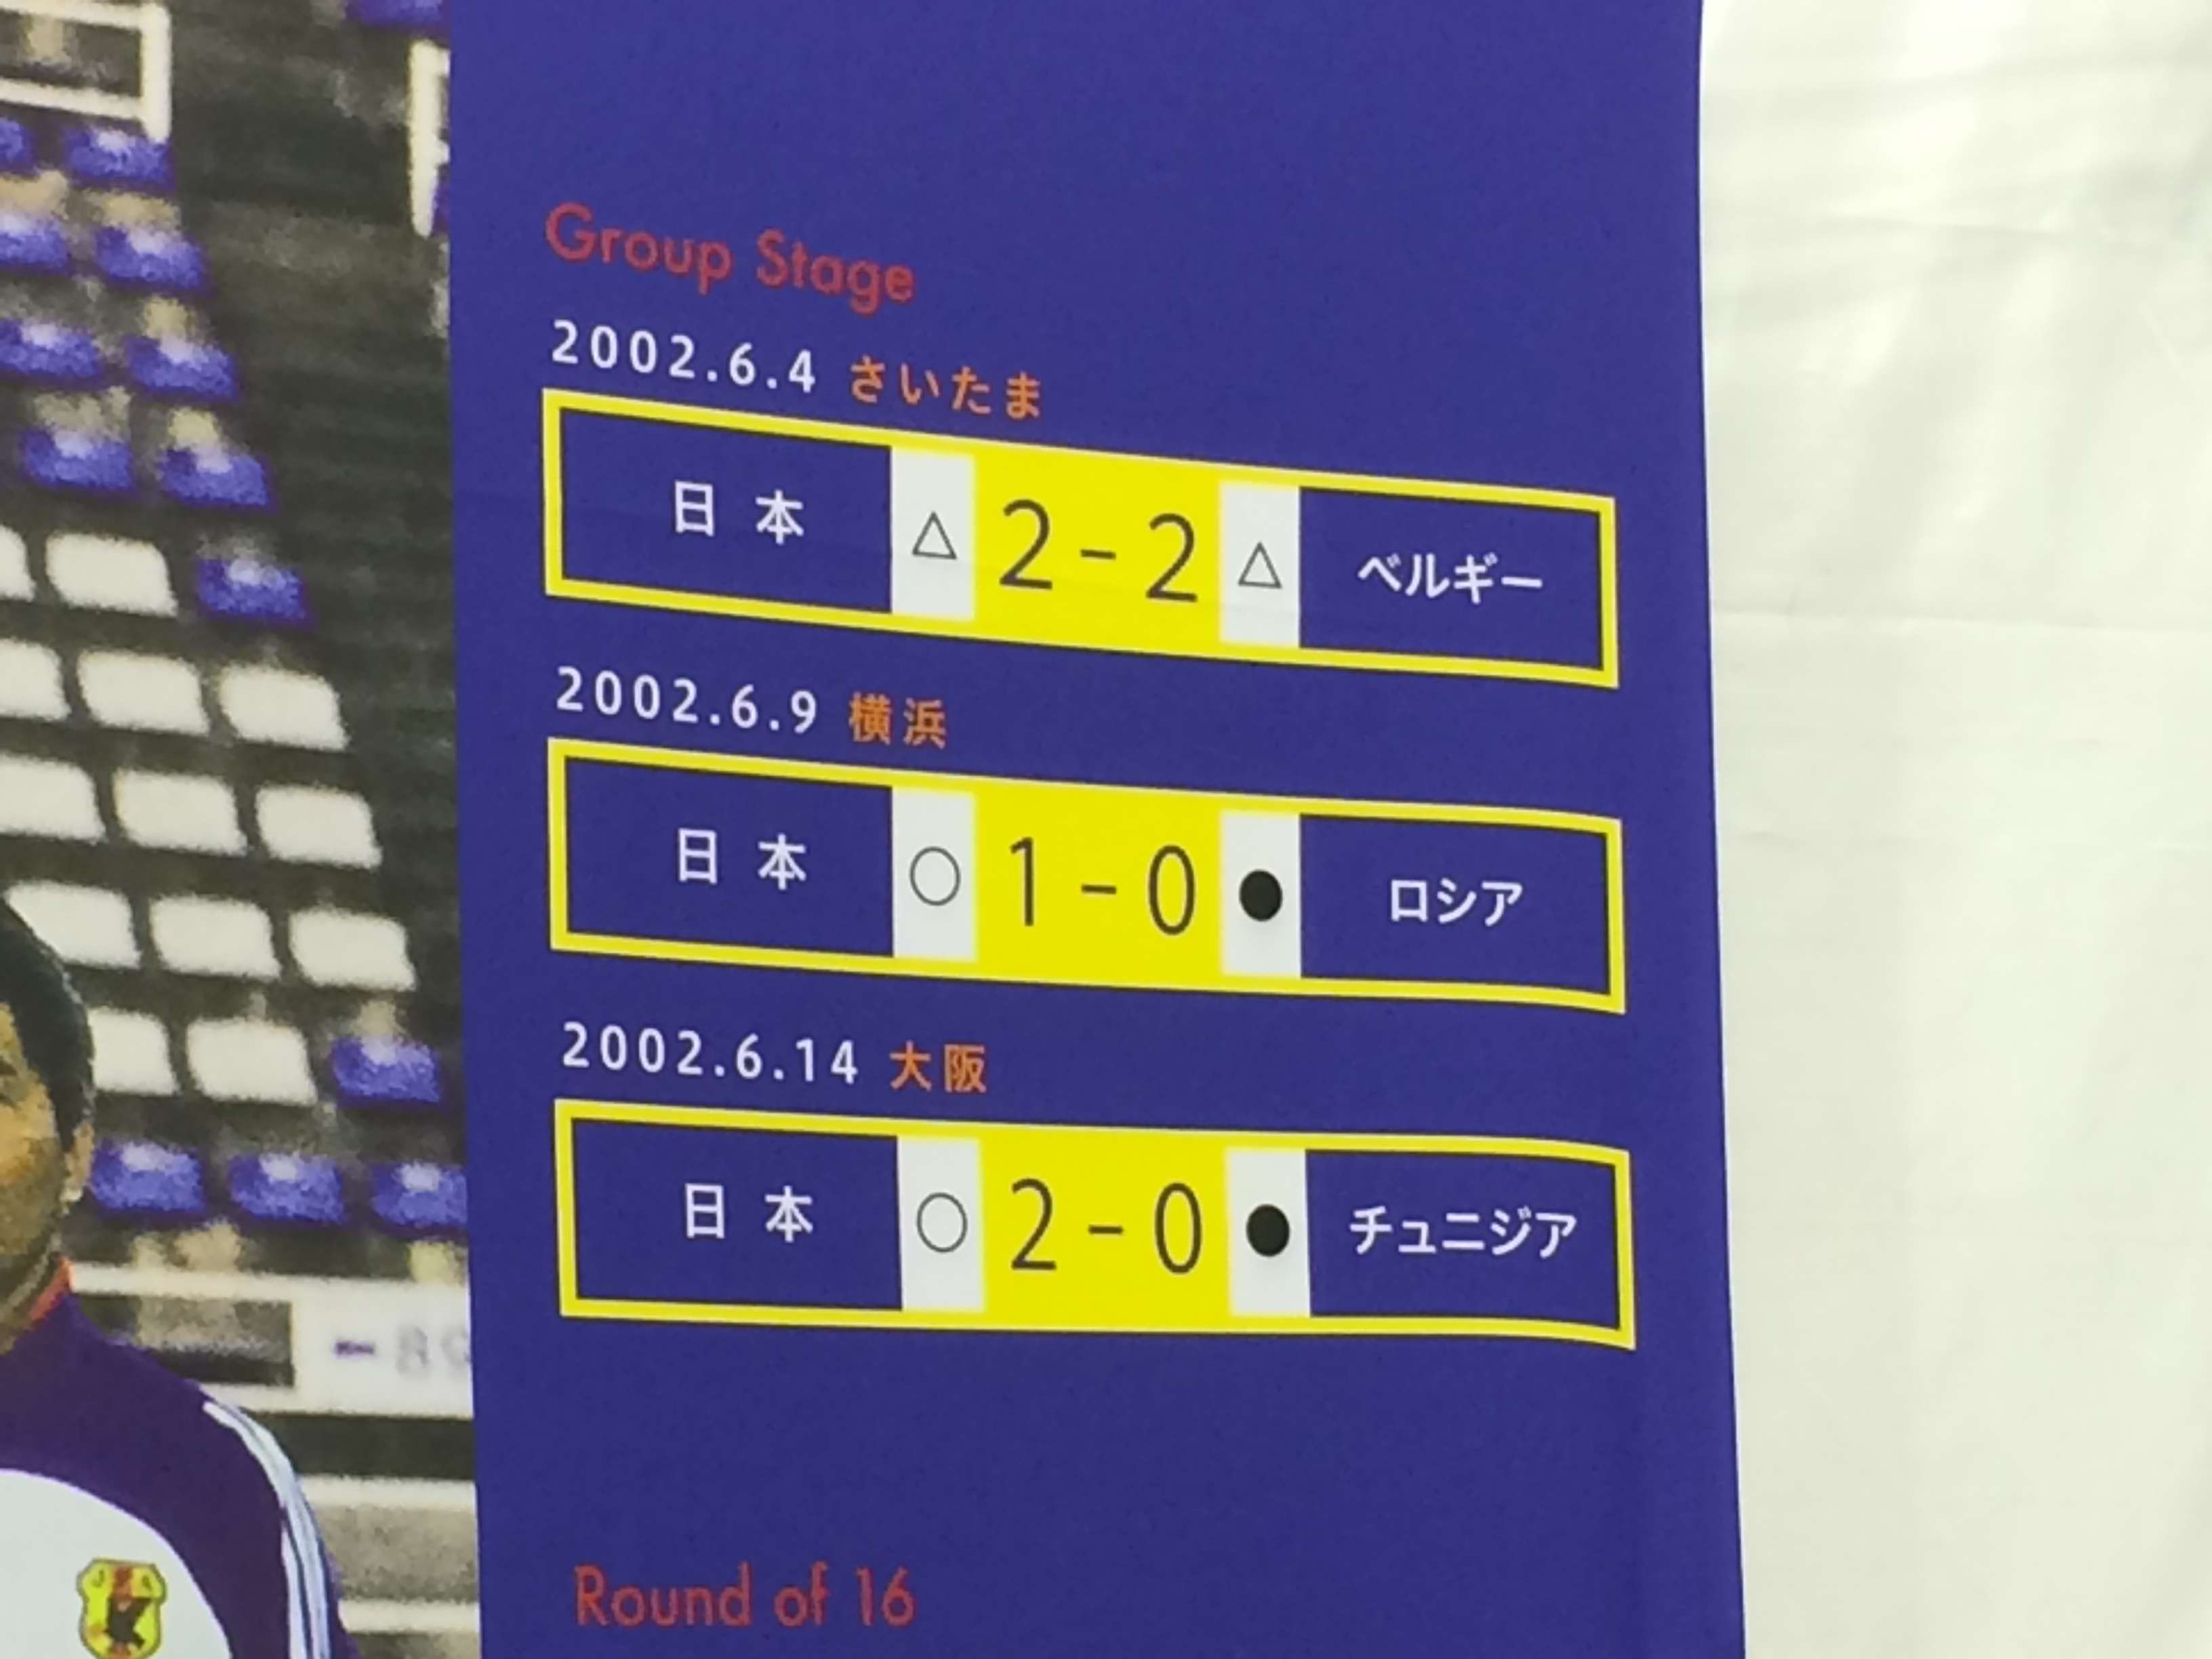 Group Stage
2002.6.4 さいたま
日本 △ 2-2 △ ベルギー
2002.6.9 横浜
日本 ○ 1-0 ● ロシア
2002.6.14 大阪
日本 ○ 2-0 ● チュニジア
Round of 16